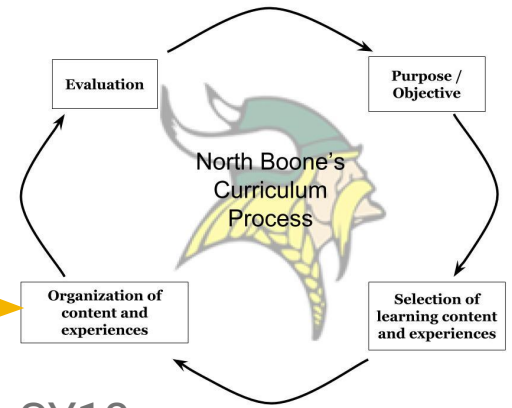 Evaluation
Purpose /
Objective
North Boone's
Curriculum
Process
Organization of
content and
experiences
Selection of
learning content
and experiences